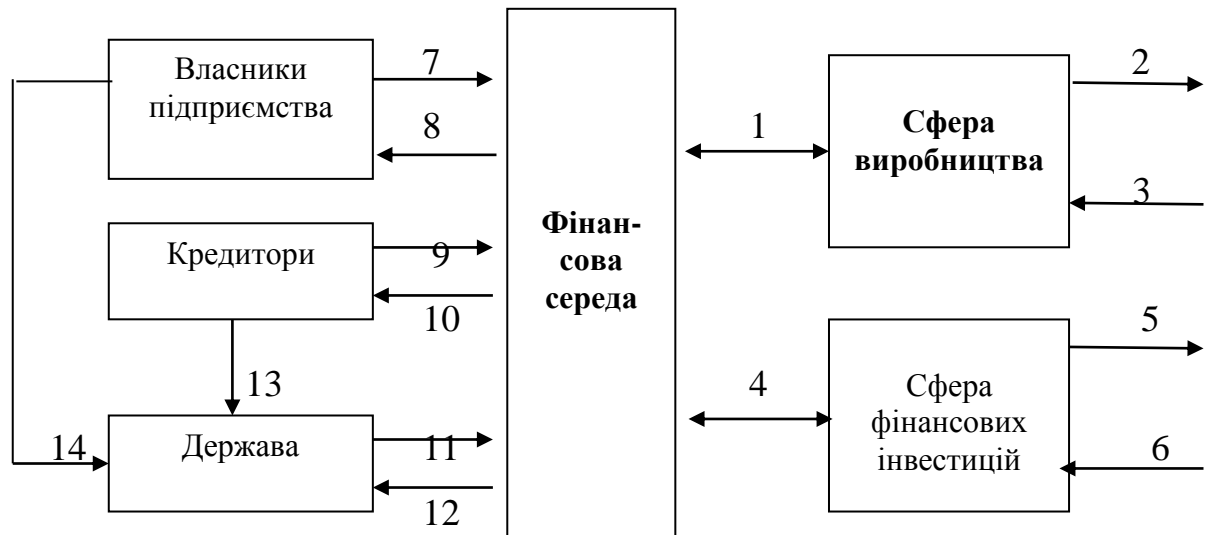 Власники
підприємства
7
8
Кредитори
9
10
13
14
Держава
11
12
Фінан-
сова
середа
1
Сфера
виробництва
2
3
4
Сфера
фінансових
інвестицій
5
6